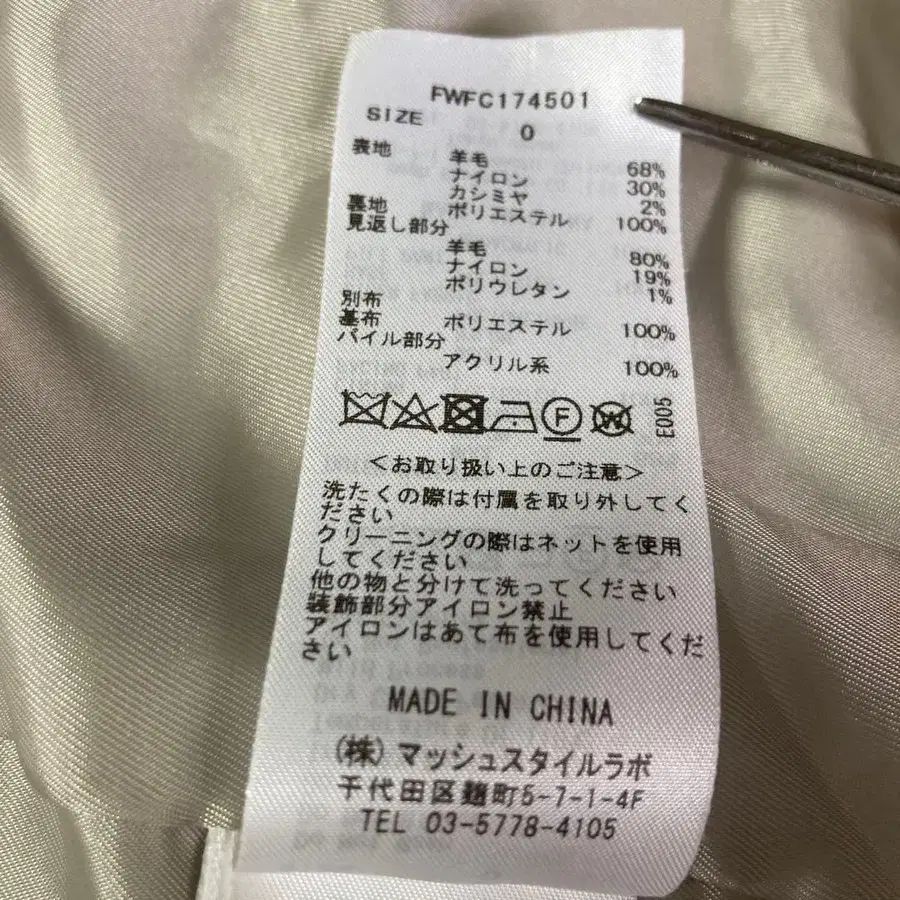 FWFC174501
SIZE 0
表地 羊毛 68%
ナイロン 30%
カシミヤ 2%
裏地 ポリエステル 100%
見返し部分
羊毛 80%
ナイロン 19%
ポリウレタン 1%
別布
基布 ポリエステル 100%
パイル部分
アクリル系 100%
F W E005
<お取り扱い上のご注意>
洗たくの際は付属を取り外してく
ださい
クリーニングの際はネットを使用
してください
他の物と分けて洗ってください
装飾部分アイロン禁止
アイロンはあて布を使用してくだ
さい
MADE IN CHINA
(株)マッシュスタイルラボ
千代田区麹町5-7-1-4F
TEL 03-5778-4105